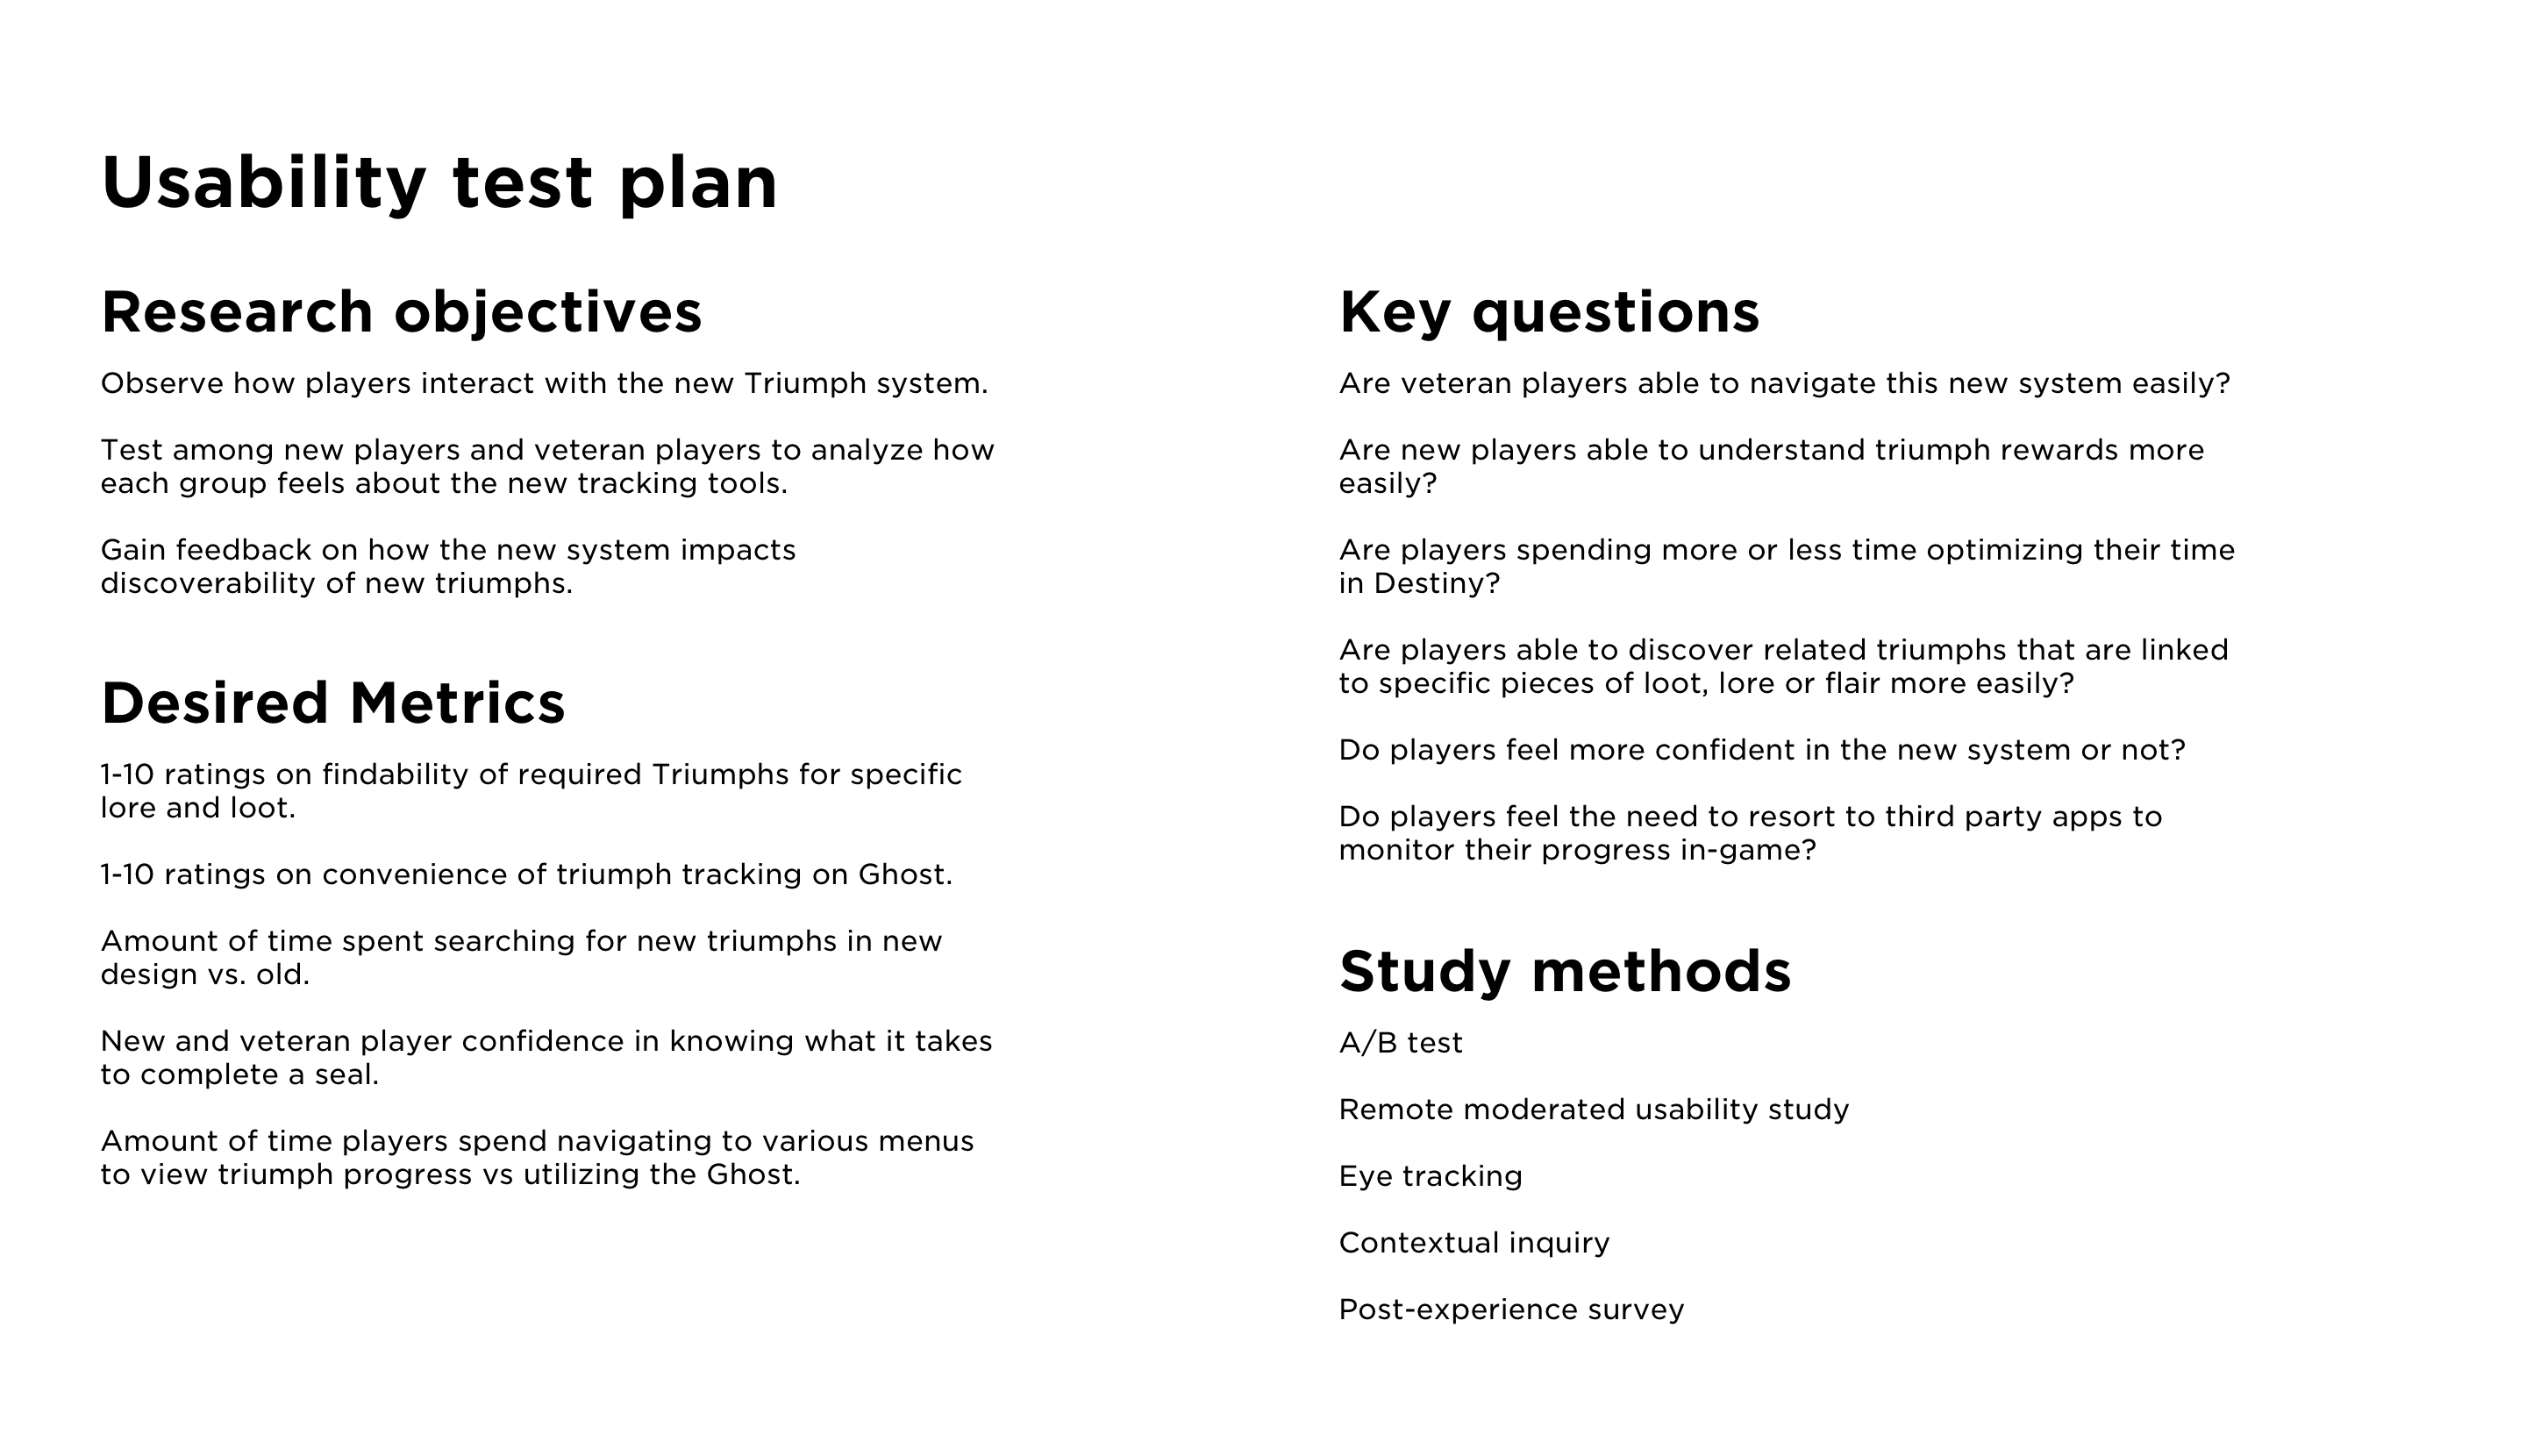 Usability test plan
Research objectives
Observe how players interact with the new Triumph system.
Test among new players and veteran players to analyze how
each group feels about the new tracking tools.
Gain feedback on how the new system impacts
discoverability of new triumphs.
Desired Metrics
1-10 ratings on findability of required Triumphs for specific
lore and loot.
1-10 ratings on convenience of triumph tracking on Ghost.
Amount of time spent searching for new triumphs in new
design vs. old.
New and veteran player confidence in knowing what it takes
to complete a seal.
Amount of time players spend navigating to various menus
to view triumph progress vs utilizing the Ghost.
Key questions
Are veteran players able to navigate this new system easily?
Are new players able to understand triumph rewards more
easily?
Are players spending more or less time optimizing their time
in Destiny?
Are players able to discover related triumphs that are linked
to specific pieces of loot, lore or flair more easily?
Do players feel more confident in the new system or not?
Do players feel the need to resort to third party apps to
monitor their progress in-game?
Study methods
A/B test
Remote moderated usability study
Eye tracking
Contextual inquiry
Post-experience survey